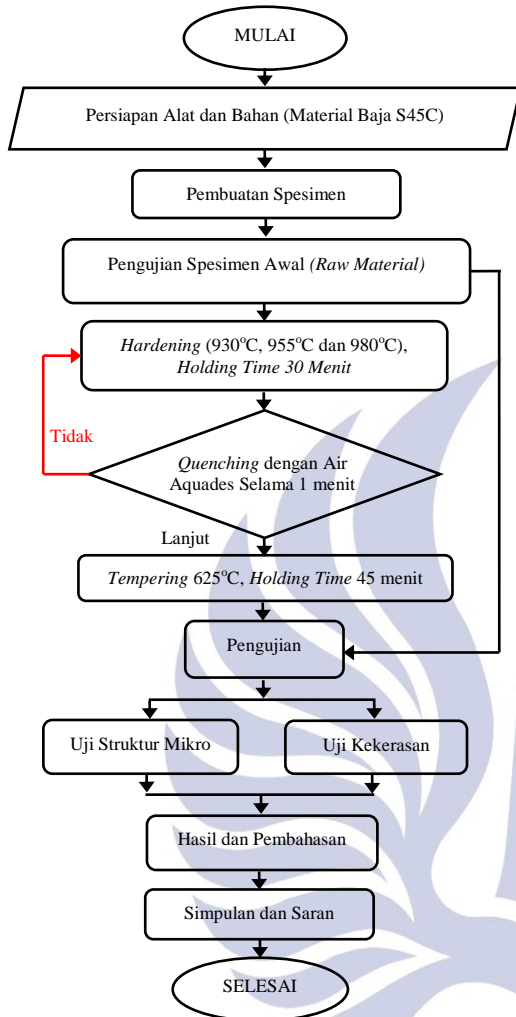 MULAI
Persiapan Alat dan Bahan (Material Baja S45C)
Pembuatan Spesimen
Pengujian Spesimen Awal (Raw Material)
Hardening (930°C, 955°C dan 980°C),
Holding Time 30 Menit
Tidak
Quenching dengan Air
Aquades Selama 1 menit
Lanjut
Tempering 625°C, Holding Time 45 menit
Pengujian
Uji Struktur Mikro
Uji Kekerasan
Hasil dan Pembahasan
Simpulan dan Saran
SELESAI